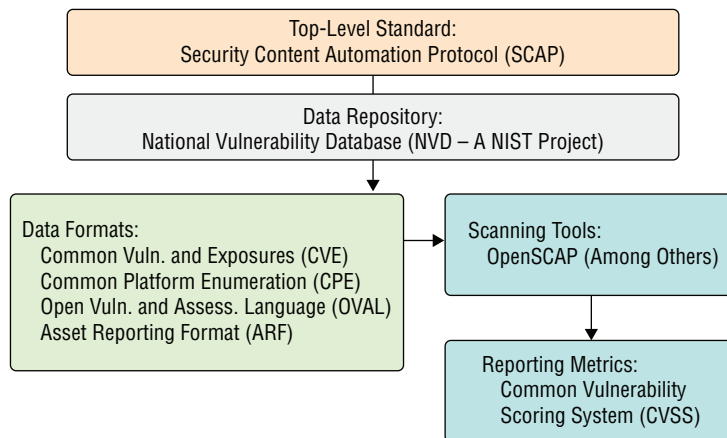 Top-Level Standard:
Security Content Automation Protocol (SCAP)
Data Repository:
National Vulnerability Database (NVD – A NIST Project)
Data Formats:
Common Vuln. and Exposures (CVE)
Common Platform Enumeration (CPE)
Open Vuln. and Assess. Language (OVAL)
Asset Reporting Format (ARF)
Scanning Tools:
OpenSCAP (Among Others)
Reporting Metrics:
Common Vulnerability
Scoring System (CVSS)